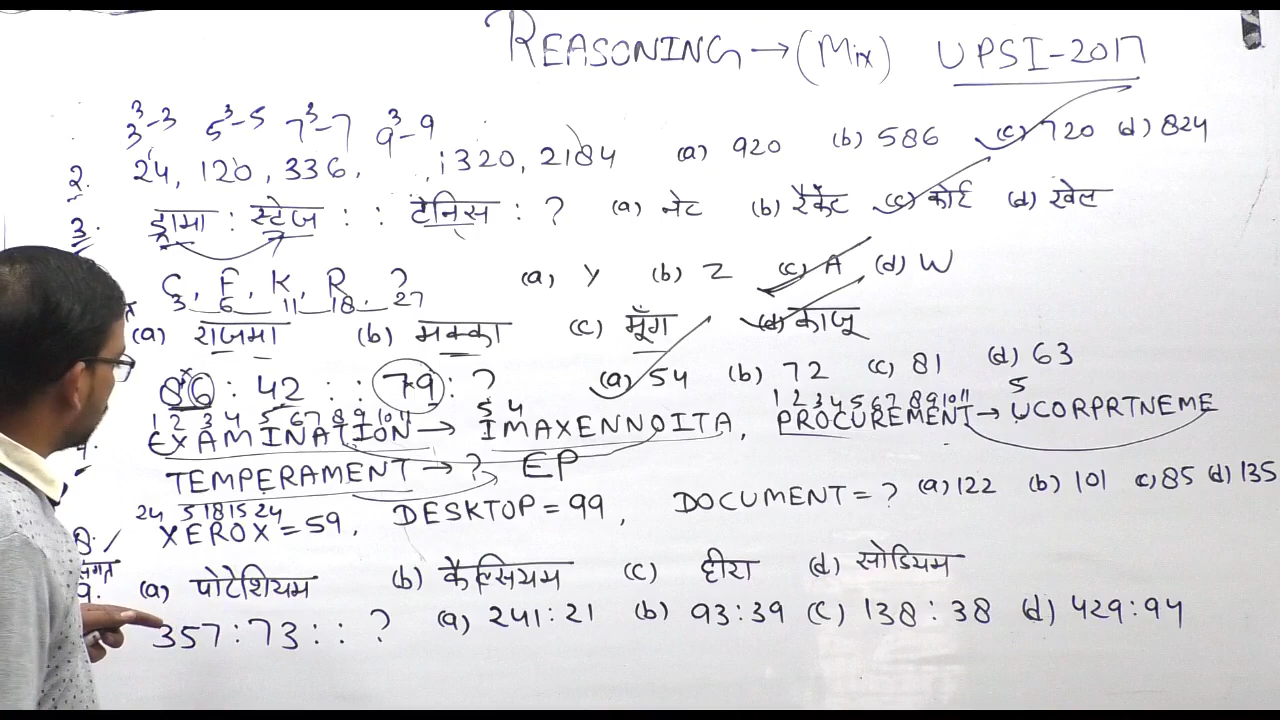 REASONING → (Mix) UPSI-2017
3³-3 5³-5 7³-7 9³-9
2. 24, 120, 336, , 1320, 2184 (a) 920 (b) 586 (c) 720 (d) 824
3. ड्रामा : स्टेज : : टेनिस : ? (a) नेट (b) रैकेट (c) कोर्ट (d) खेल
C, F, K, R, ? (a) Y (b) Z (c) A (d) W
3 6 11 18 27
(a) राजमा (b) मक्का (c) मूँग (d) काजू
86 : 42 : : 79 : ? (a) 54 (b) 72 (c) 81 (d) 63
1 2 3 4 5 6 7 8 9 10 11 5 4 1 2 3 4 5 6 7 8 9 10 11 5
EXAMINATION → IMAXENNOITA, PROCUREMENT → UCORPRTNEME
TEMPERAMENT → ? EP
24 5 18 15 24
8. XEROX = 59, DESKTOP = 99, DOCUMENT = ? (a) 122 (b) 101 (c) 85 (d) 135
9. (a) पोटेशियम (b) कैल्सियम (c) हीरा (d) सोडियम
357 : 73 : : ? (a) 241 : 21 (b) 93 : 39 (c) 138 : 38 (d) 429 : 94